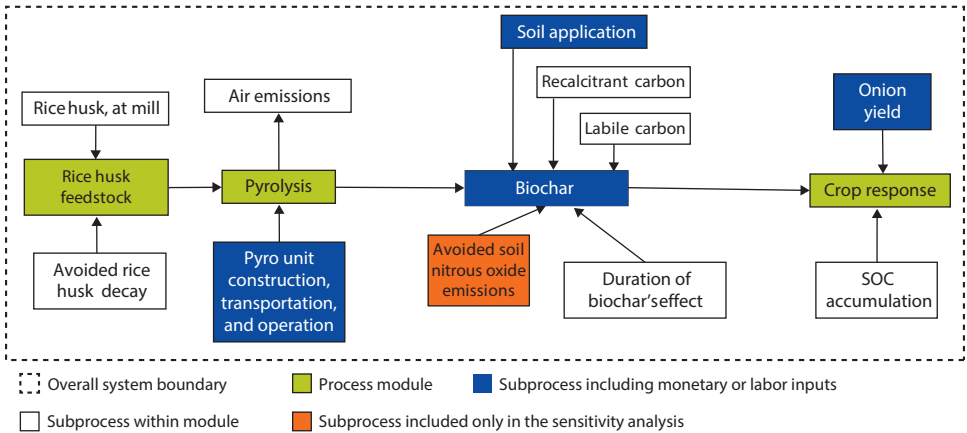 Soil application
Rice husk, at mill
Air emissions
Recalcitrant carbon
Labile carbon
Onion
yield
Rice husk
feedstock
Pyrolysis
Biochar
Crop response
Avoided rice
husk decay
Pyro unit
construction,
transportation,
and operation
Avoided soil
nitrous oxide
emissions
Duration of
biochar's effect
SOC
accumulation
Overall system boundary
Process module
Subprocess including monetary or labor inputs
Subprocess within module
Subprocess included only in the sensitivity analysis